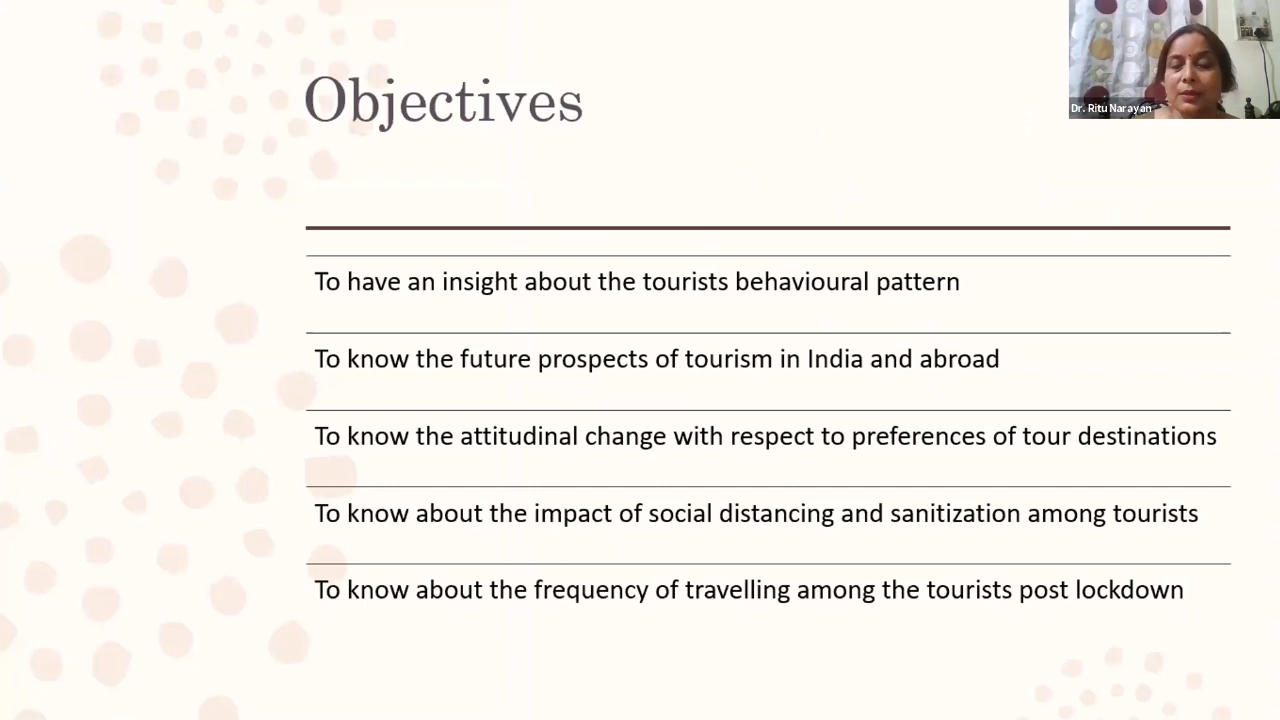 Objectives
Dr. Ritu Narayan
To have an insight about the tourists behavioural pattern
To know the future prospects of tourism in India and abroad
To know the attitudinal change with respect to preferences of tour destinations
To know about the impact of social distancing and sanitization among tourists
To know about the frequency of travelling among the tourists post lockdown